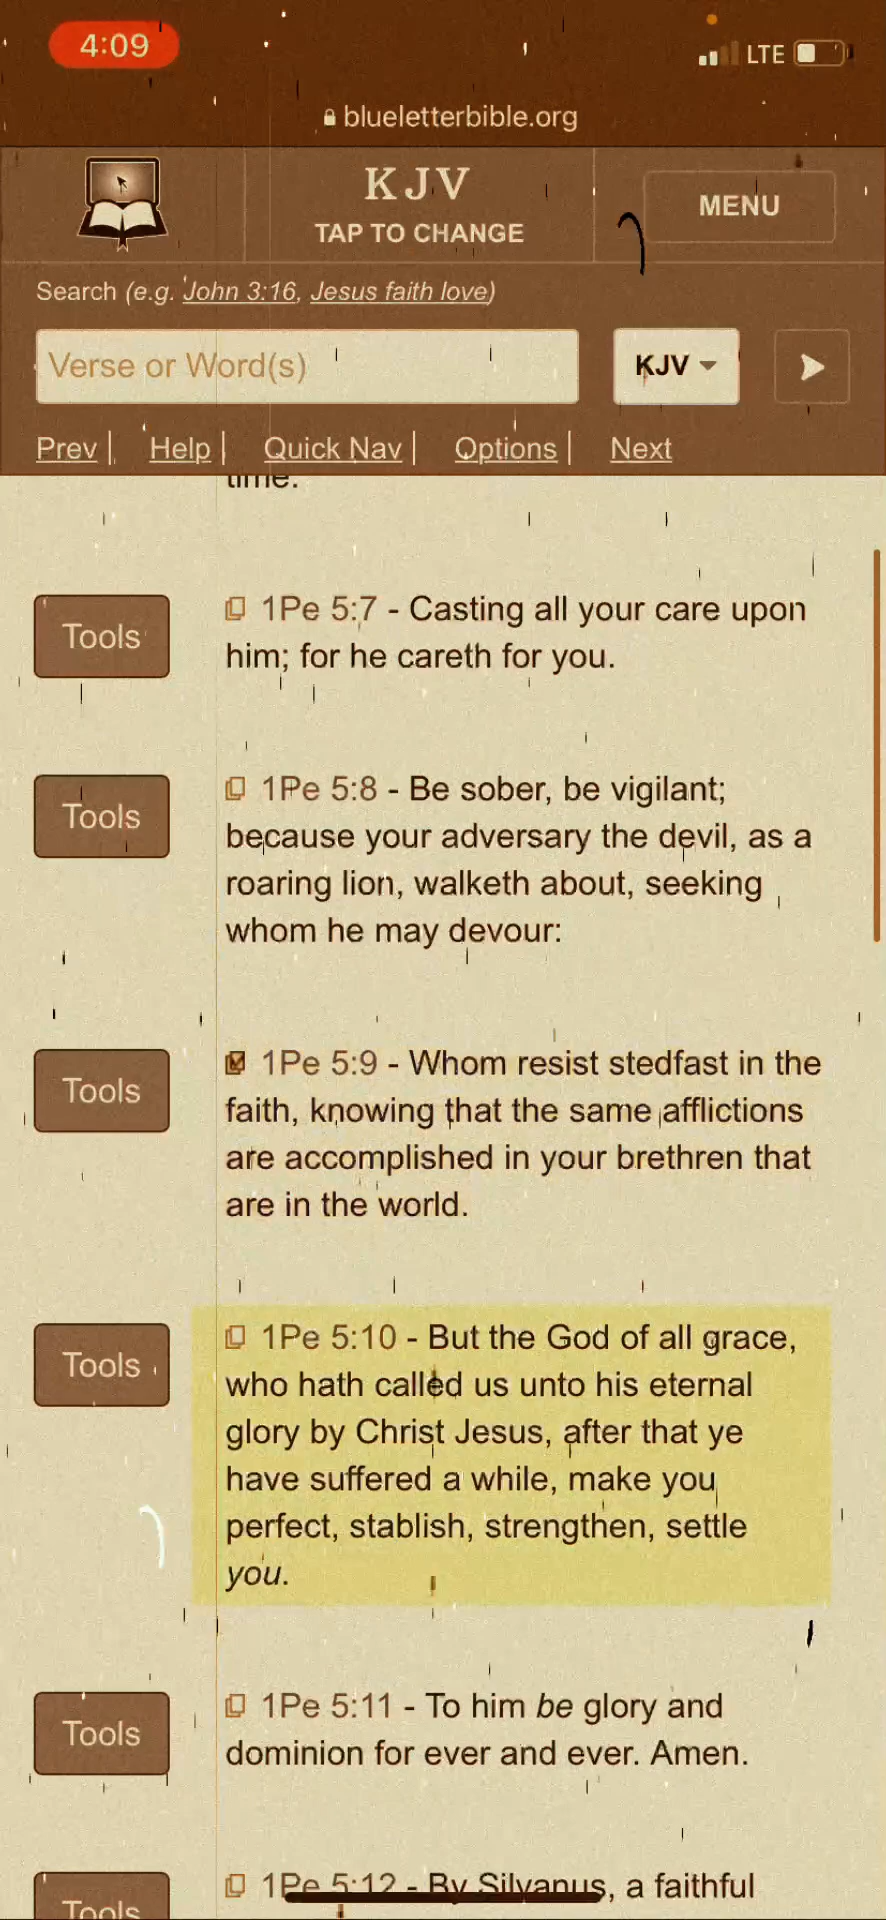 4:09
LTE
blueletterbible.org
KJV
TAP TO CHANGE
MENU
Search (e.g. John 3:16, Jesus faith love)
Verse or Word(s)
KJV
Prev | Help | Quick Nav | Options | Next
time.
Tools
1Pe 5:7 - Casting all your care upon
him; for he careth for you.
Tools
1Pe 5:8 - Be sober, be vigilant;
because your adversary the devil, as a
roaring lion, walketh about, seeking
whom he may devour:
Tools
1Pe 5:9 - Whom resist stedfast in the
faith, knowing that the same afflictions
are accomplished in your brethren that
are in the world.
Tools
1Pe 5:10 - But the God of all grace,
who hath called us unto his eternal
glory by Christ Jesus, after that ye
have suffered a while, make you
perfect, stablish, strengthen, settle
you.
Tools
1Pe 5:11 - To him be glory and
dominion for ever and ever. Amen.
Tools
1Pe 5:12 - By Silvanus, a faithful